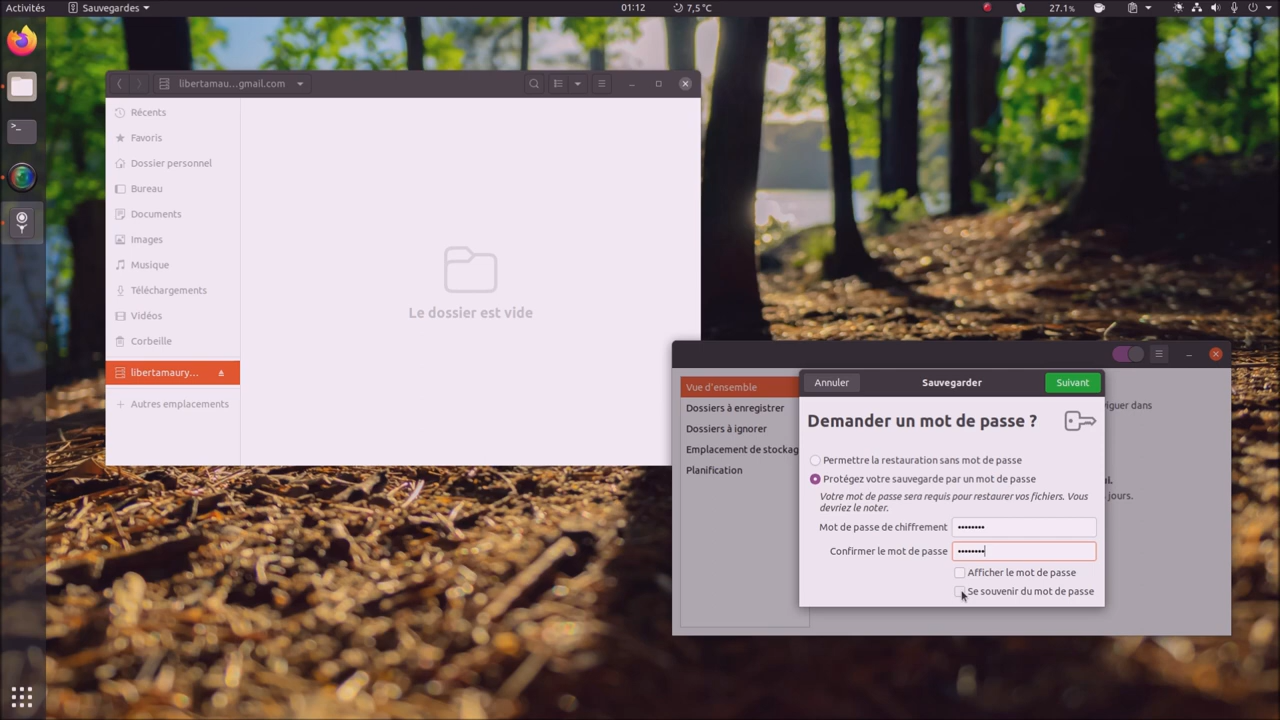 Activités
Sauvegardes
01:12
7,5 °C
27.1%
libertamau...gmail.com
Récents
Favoris
Dossier personnel
Bureau
Documents
Images
Musique
Téléchargements
Vidéos
Corbeille
libertamaury...
Autres emplacements
Le dossier est vide
Vue d'ensemble
Dossiers à enregistrer
Dossiers à ignorer
Emplacement de stockag
Planification
iguer dans
jours.
Annuler
Sauvegarder
Suivant
Demander un mot de passe ?
Permettre la restauration sans mot de passe
Protégez votre sauvegarde par un mot de passe
Votre mot de passe sera requis pour restaurer vos fichiers. Vous
devriez le noter.
Mot de passe de chiffrement ••••••••
Confirmer le mot de passe ••••••••
Afficher le mot de passe
Se souvenir du mot de passe